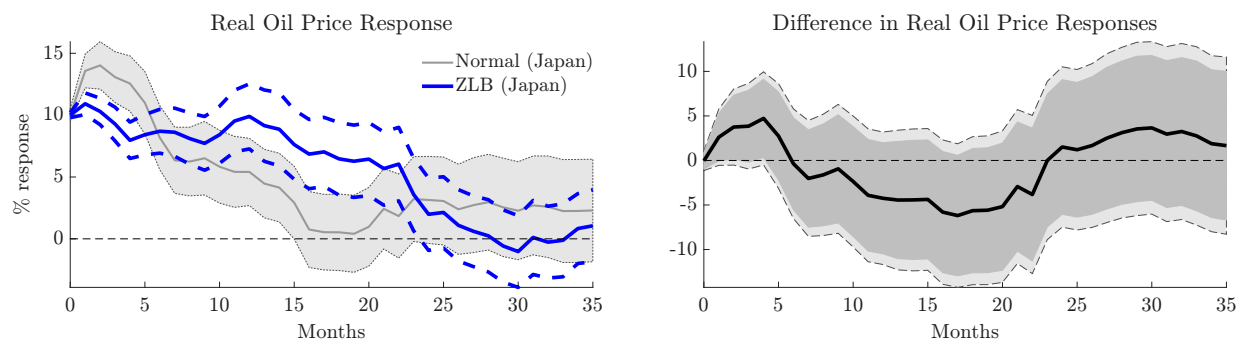 Real Oil Price Response
Normal (Japan)
ZLB (Japan)
% response
15
10
5
0
0 5 10 15 20 25 30 35
Months
Difference in Real Oil Price Responses
10
5
0
-5
-10
0 5 10 15 20 25 30 35
Months